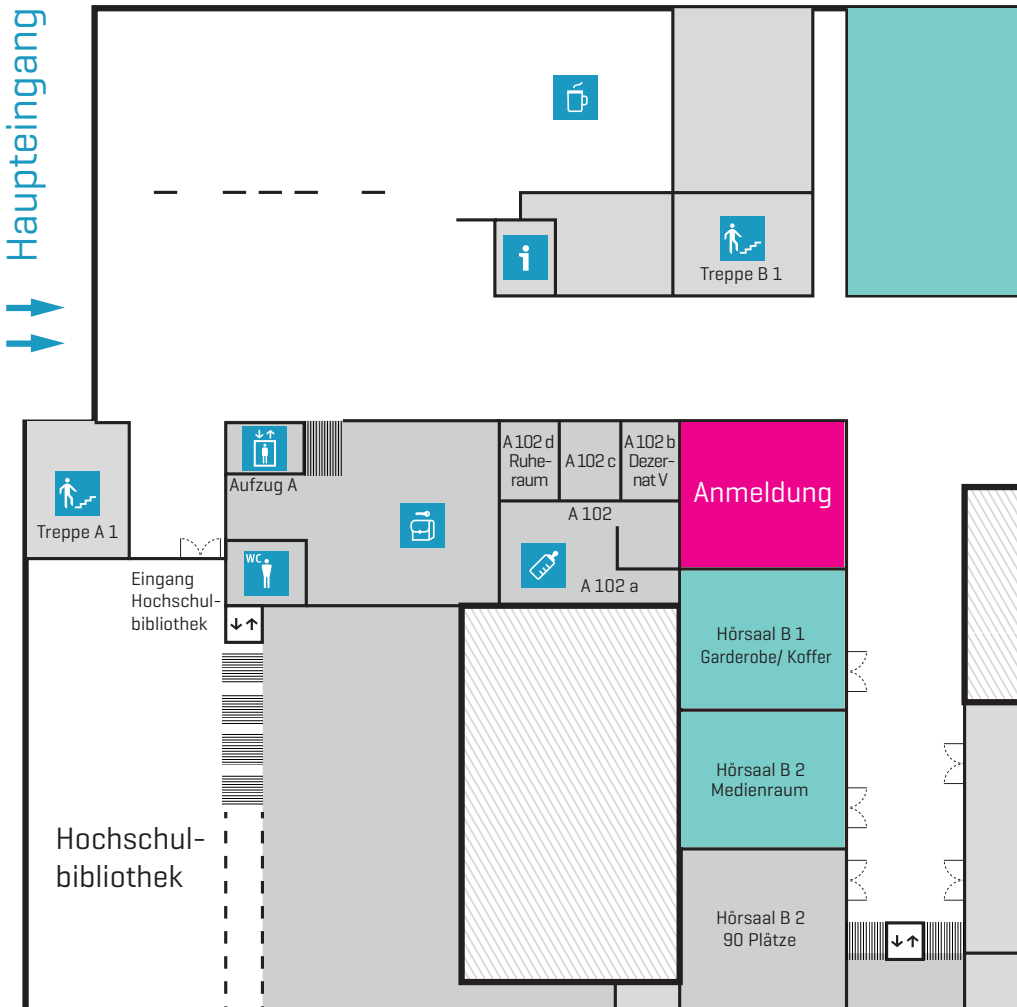 Haupteingang
Treppe B 1
Aufzug A
A 102 d
Ruhe-
raum
A 102 c
A 102 b
Dezer-
nat V
Anmeldung
Treppe A 1
A 102
WC
A 102 a
Eingang
Hochschul-
bibliothek
Hörsaal B 1
Garderobe/ Koffer
Hörsaal B 2
Medienraum
Hochschul-
bibliothek
Hörsaal B 2
90 Plätze